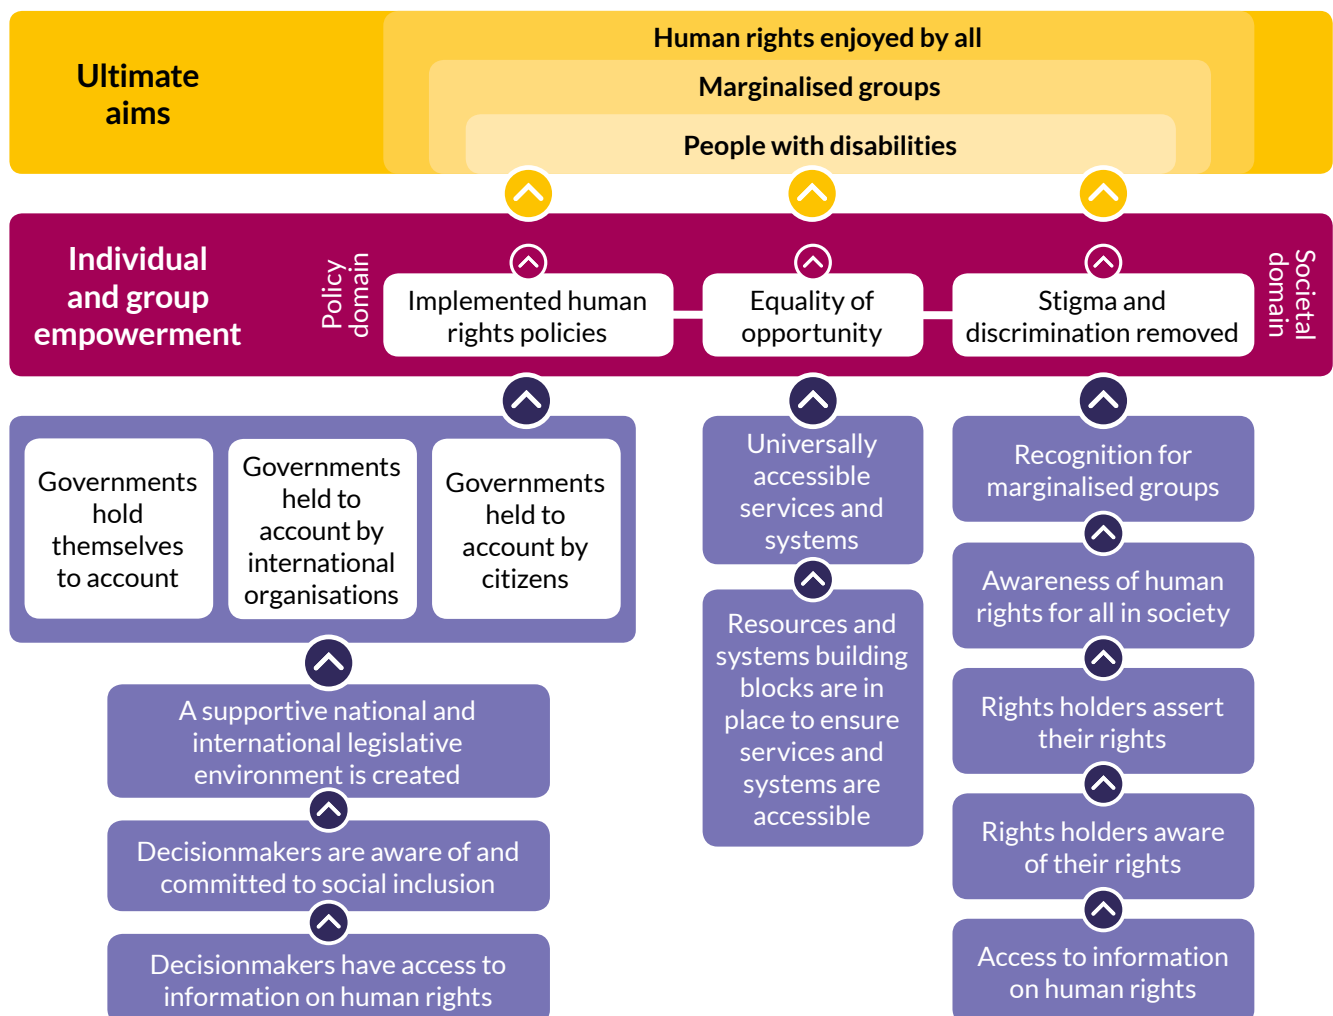 Ultimate
aims
Human rights enjoyed by all
Marginalised groups
People with disabilities
Individual
and group
empowerment
Policy
domain
Implemented human
rights policies
Equality of
opportunity
Stigma and
discrimination removed
Societal
domain
Governments
hold
themselves
to account
Governments
held to
account by
international
organisations
Governments
held to
account by
citizens
A supportive national and
international legislative
environment is created
Decisionmakers are aware of and
committed to social inclusion
Decisionmakers have access to
information on human rights
Universally
accessible
services and
systems
Resources and
systems building
blocks are in
place to ensure
services and
systems are
accessible
Recognition for
marginalised groups
Awareness of human
rights for all in society
Rights holders assert
their rights
Rights holders aware
of their rights
Access to information
on human rights